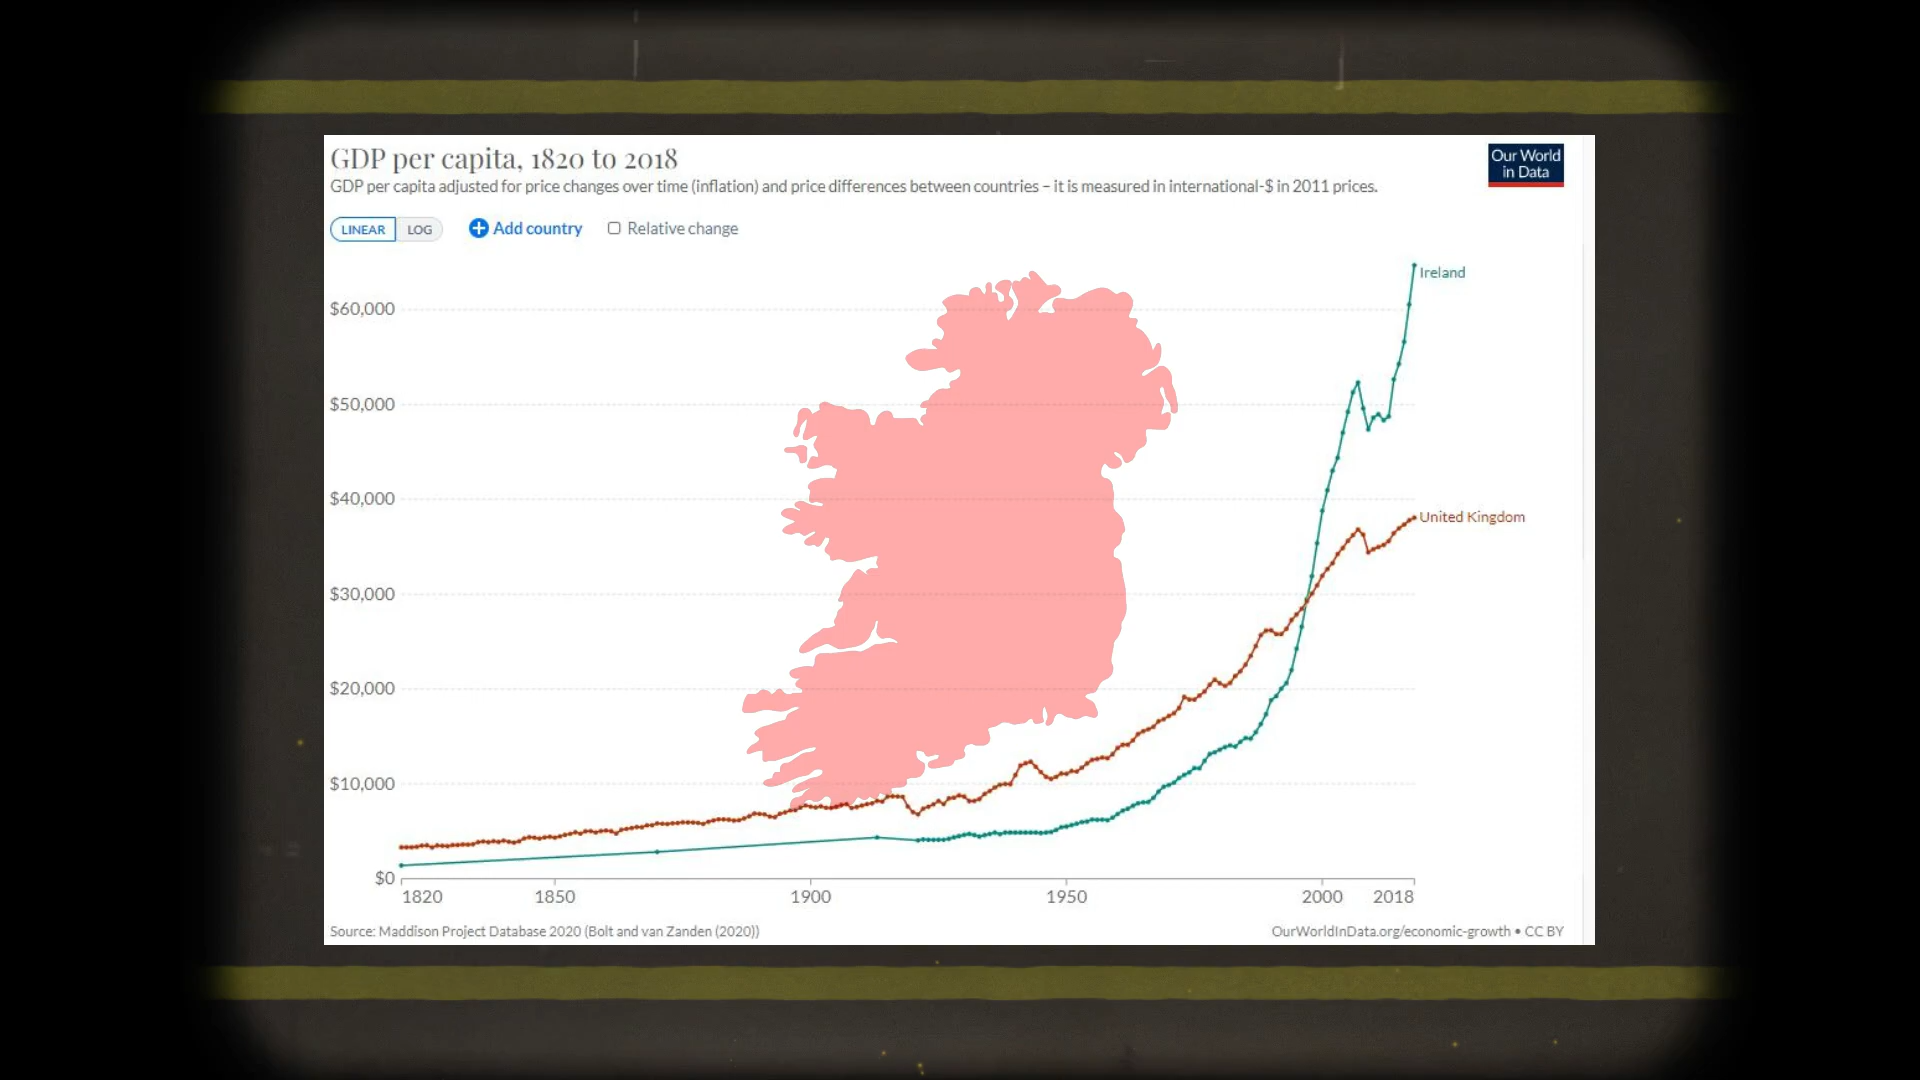 GDP per capita, 1820 to 2018
Our World
in Data
GDP per capita adjusted for price changes over time (inflation) and price differences between countries – it is measured in international-$ in 2011 prices.
LINEAR LOG Add country Relative change
Ireland
$60,000
$50,000
$40,000
United Kingdom
$30,000
$20,000
$10,000
$0
1820 1850 1900 1950 2000 2018
Source: Maddison Project Database 2020 (Bolt and van Zanden (2020))
OurWorldInData.org/economic-growth • CC BY